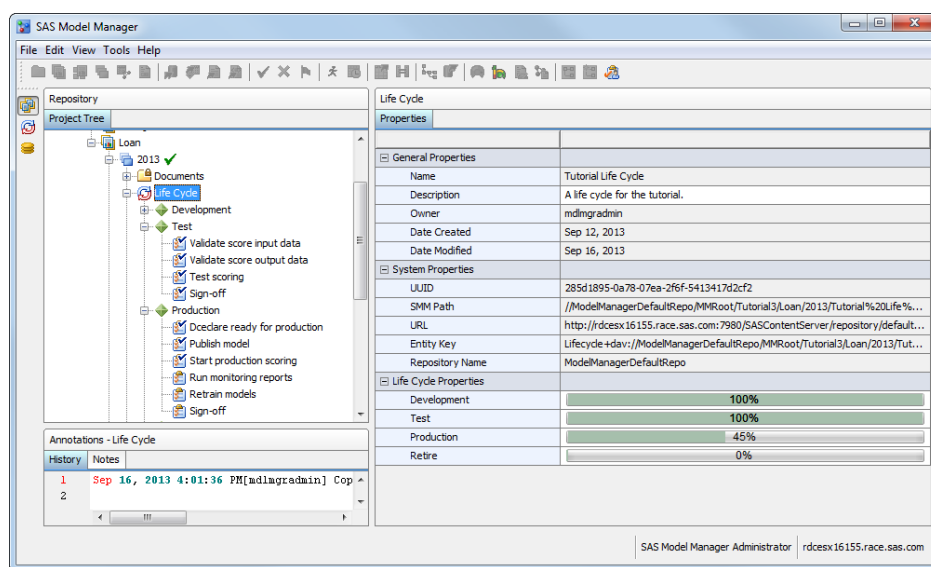 SAS Model Manager
File Edit View Tools Help
Repository
Project Tree
Loan
2013
Documents
Life Cycle
Development
Test
Validate score input data
Validate score output data
Test scoring
Sign-off
Production
Dceclare ready for production
Publish model
Start production scoring
Run monitoring reports
Retrain models
Sign-off
Annotations - Life Cycle
History Notes
1 Sep 16, 2013 4:01:36 PM[mdlmgradmin] Cop
2
Life Cycle
Properties
General Properties
Name Tutorial Life Cycle
Description A life cycle for the tutorial.
Owner mdlmgradmin
Date Created Sep 12, 2013
Date Modified Sep 16, 2013
System Properties
UUID 285d1895-0a78-07ea-2f6f-5413417d2cf2
SMM Path //ModelManagerDefaultRepo/MMRoot/Tutorial3/Loan/2013/Tutorial%20Life%...
URL http://rdcesx16155.race.sas.com:7980/SASContentServer/repository/default...
Entity Key Lifecycle+dav://ModelManagerDefaultRepo/MMRoot/Tutorial3/Loan/2013/Tut...
Repository Name ModelManagerDefaultRepo
Life Cycle Properties
Development 100%
Test 100%
Production 45%
Retire 0%
SAS Model Manager Administrator rdcesx16155.race.sas.com